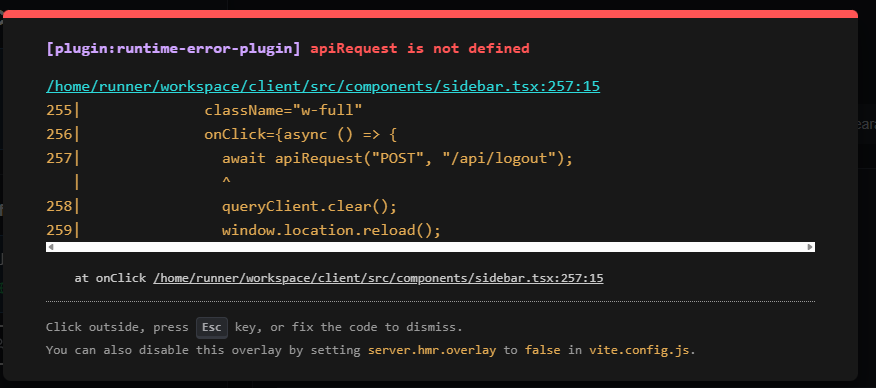 [plugin:runtime-error-plugin] apiRequest is not defined
/home/runner/workspace/client/src/components/sidebar.tsx:257:15
255|              className="w-full"
256|              onClick={async () => {
257|                await apiRequest("POST", "/api/logout");
   |                ^
258|                queryClient.clear();
259|                window.location.reload();
at onClick /home/runner/workspace/client/src/components/sidebar.tsx:257:15
Click outside, press Esc key, or fix the code to dismiss.
You can also disable this overlay by setting server.hmr.overlay to false in vite.config.js.